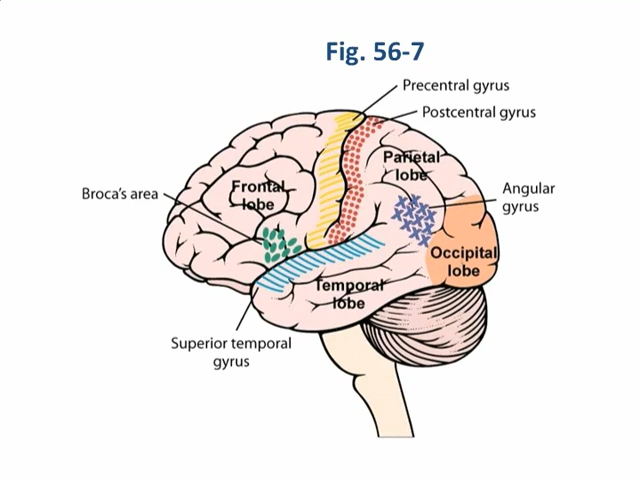 Fig. 56-7
Precentral gyrus
Postcentral gyrus
Parietal
lobe
Frontal
lobe
Broca's area
Angular
gyrus
Occipital
lobe
Temporal
lobe
Superior temporal
gyrus